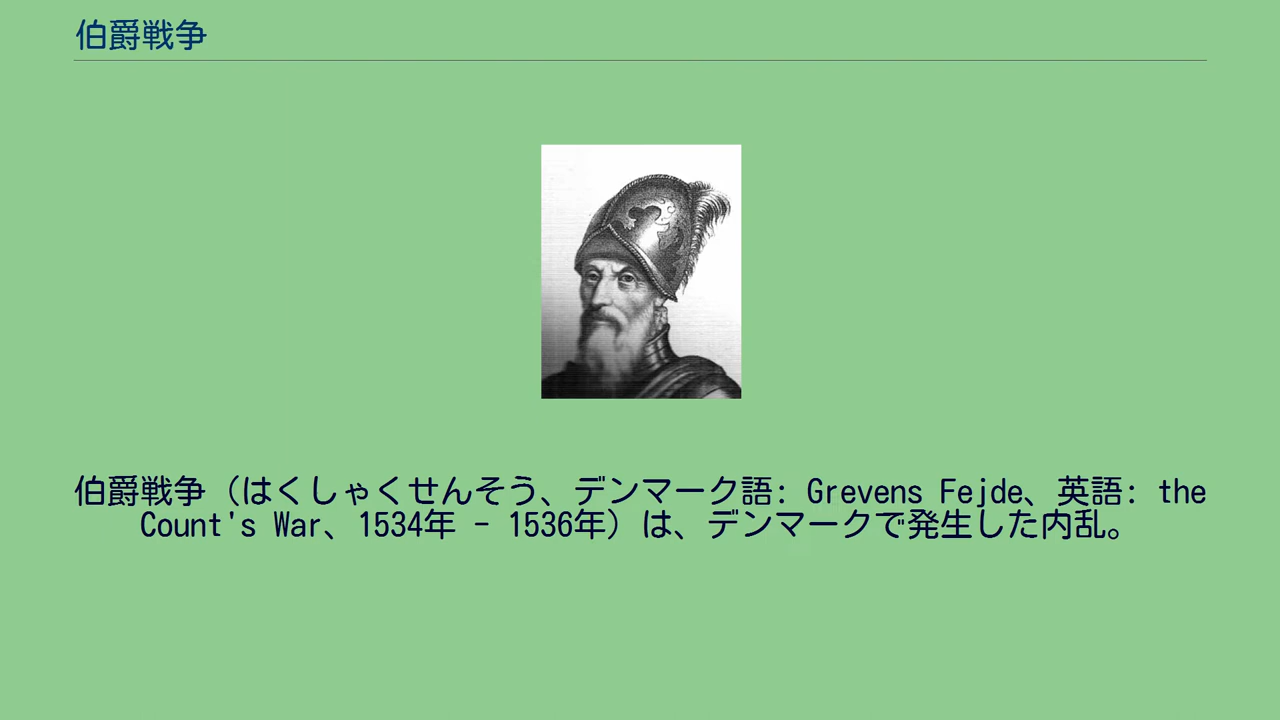 伯爵戦争
伯爵戦争（はくしゃくせんそう、デンマーク語: Grevens Fejde、英語: the
Count's War、1534年 - 1536年）は、デンマークで発生した内乱。